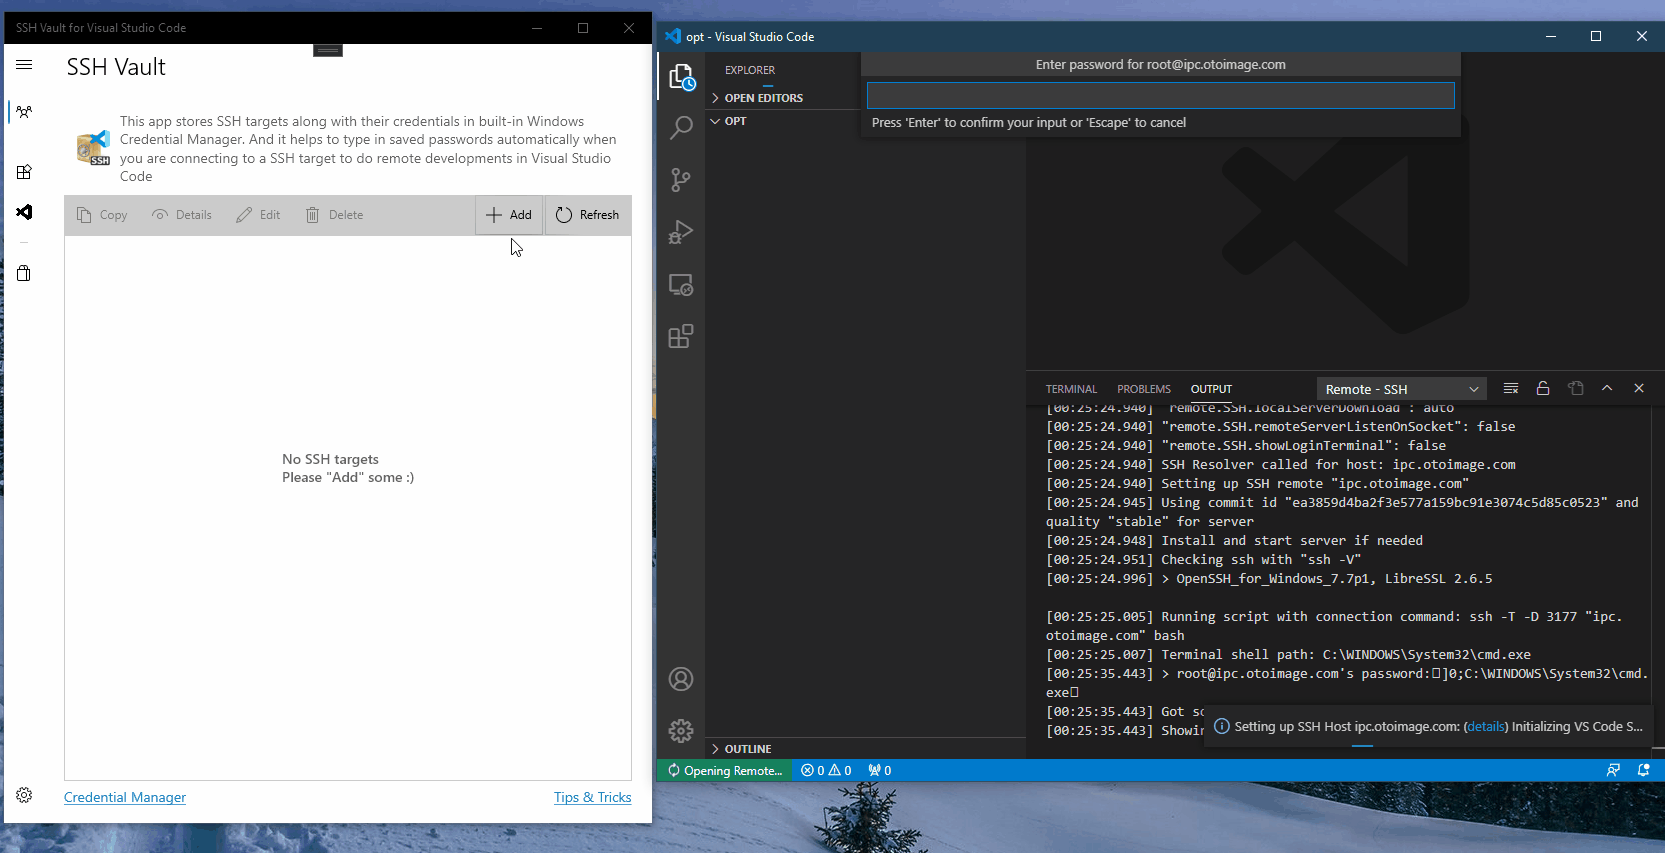 SSH Vault for Visual Studio Code
SSH Vault
This app stores SSH targets along with their credentials in built-in Windows
Credential Manager. And it helps to type in saved passwords automatically when
you are connecting to a SSH target to do remote developments in Visual Studio
Code
SSH
Copy Details Edit Delete Add Refresh
No SSH targets
Please "Add" some :)
Credential Manager Tips & Tricks
opt - Visual Studio Code
EXPLORER
OPEN EDITORS
OPT
OUTLINE
Enter password for root@ipc.otoimage.com
Press 'Enter' to confirm your input or 'Escape' to cancel
TERMINAL PROBLEMS OUTPUT Remote - SSH
[00:25:24.940] "remote.SSH.localServerDownload": auto
[00:25:24.940] "remote.SSH.remoteServerListenOnSocket": false
[00:25:24.940] "remote.SSH.showLoginTerminal": false
[00:25:24.940] SSH Resolver called for host: ipc.otoimage.com
[00:25:24.940] Setting up SSH remote "ipc.otoimage.com"
[00:25:24.945] Using commit id "ea3859d4ba2f3e577a159bc91e3074c5d85c0523" and
quality "stable" for server
[00:25:24.948] Install and start server if needed
[00:25:24.951] Checking ssh with "ssh -V"
[00:25:24.996] > OpenSSH_for_Windows_7.7p1, LibreSSL 2.6.5
[00:25:25.005] Running script with connection command: ssh -T -D 3177 "ipc.
otoimage.com" bash
[00:25:25.007] Terminal shell path: C:\WINDOWS\System32\cmd.exe
[00:25:35.443] > root@ipc.otoimage.com's password:]0;C:\WINDOWS\System32\cmd.
exe
[00:25:35.443] Got
[00:25:35.443]
Setting up SSH Host ipc.otoimage.com: (details) Initializing VS Code S...
Opening Remote... 0 0 0